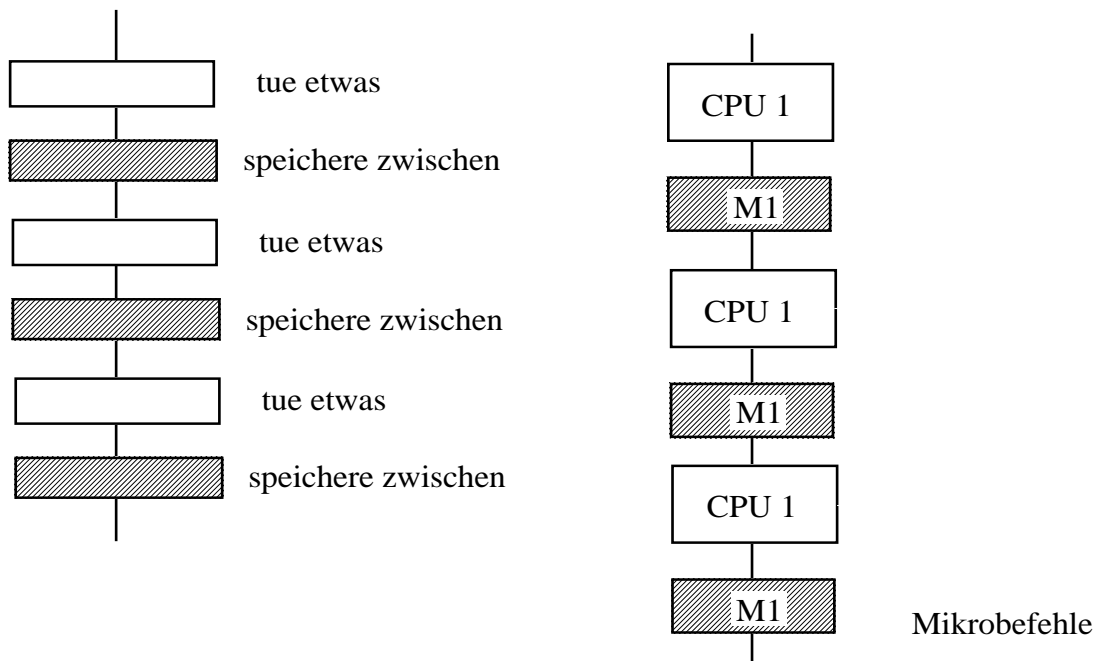 tue etwas
speichere zwischen
tue etwas
speichere zwischen
tue etwas
speichere zwischen
CPU 1
M1
CPU 1
M1
CPU 1
M1
Mikrobefehle